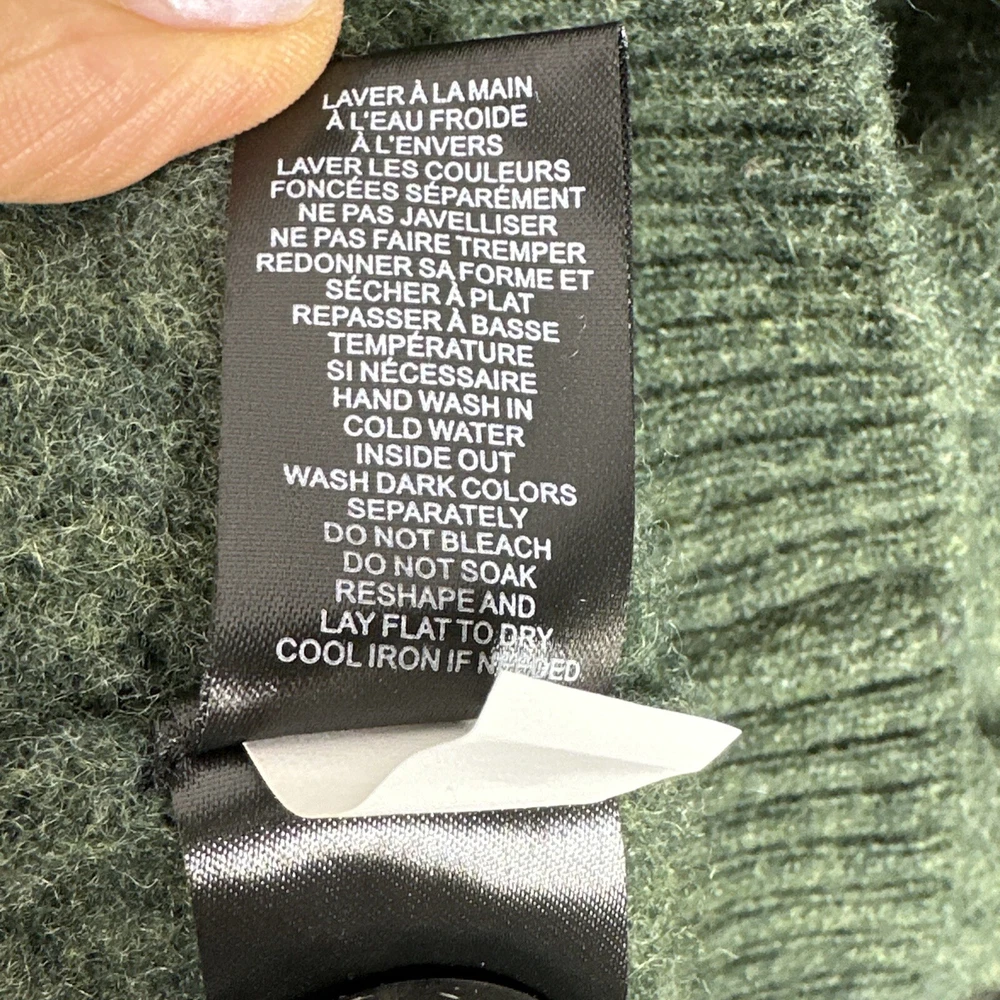 LAVER À LA MAIN
À L'EAU FROIDE
À L'ENVERS
LAVER LES COULEURS
FONCÉES SÉPARÉMENT
NE PAS JAVELLISER
NE PAS FAIRE TREMPER
REDONNER SA FORME ET
SÉCHER À PLAT
REPASSER À BASSE
TEMPÉRATURE
SI NÉCESSAIRE
HAND WASH IN
COLD WATER
INSIDE OUT
WASH DARK COLORS
SEPARATELY
DO NOT BLEACH
DO NOT SOAK
RESHAPE AND
LAY FLAT TO DRY
COOL IRON IF NEEDED